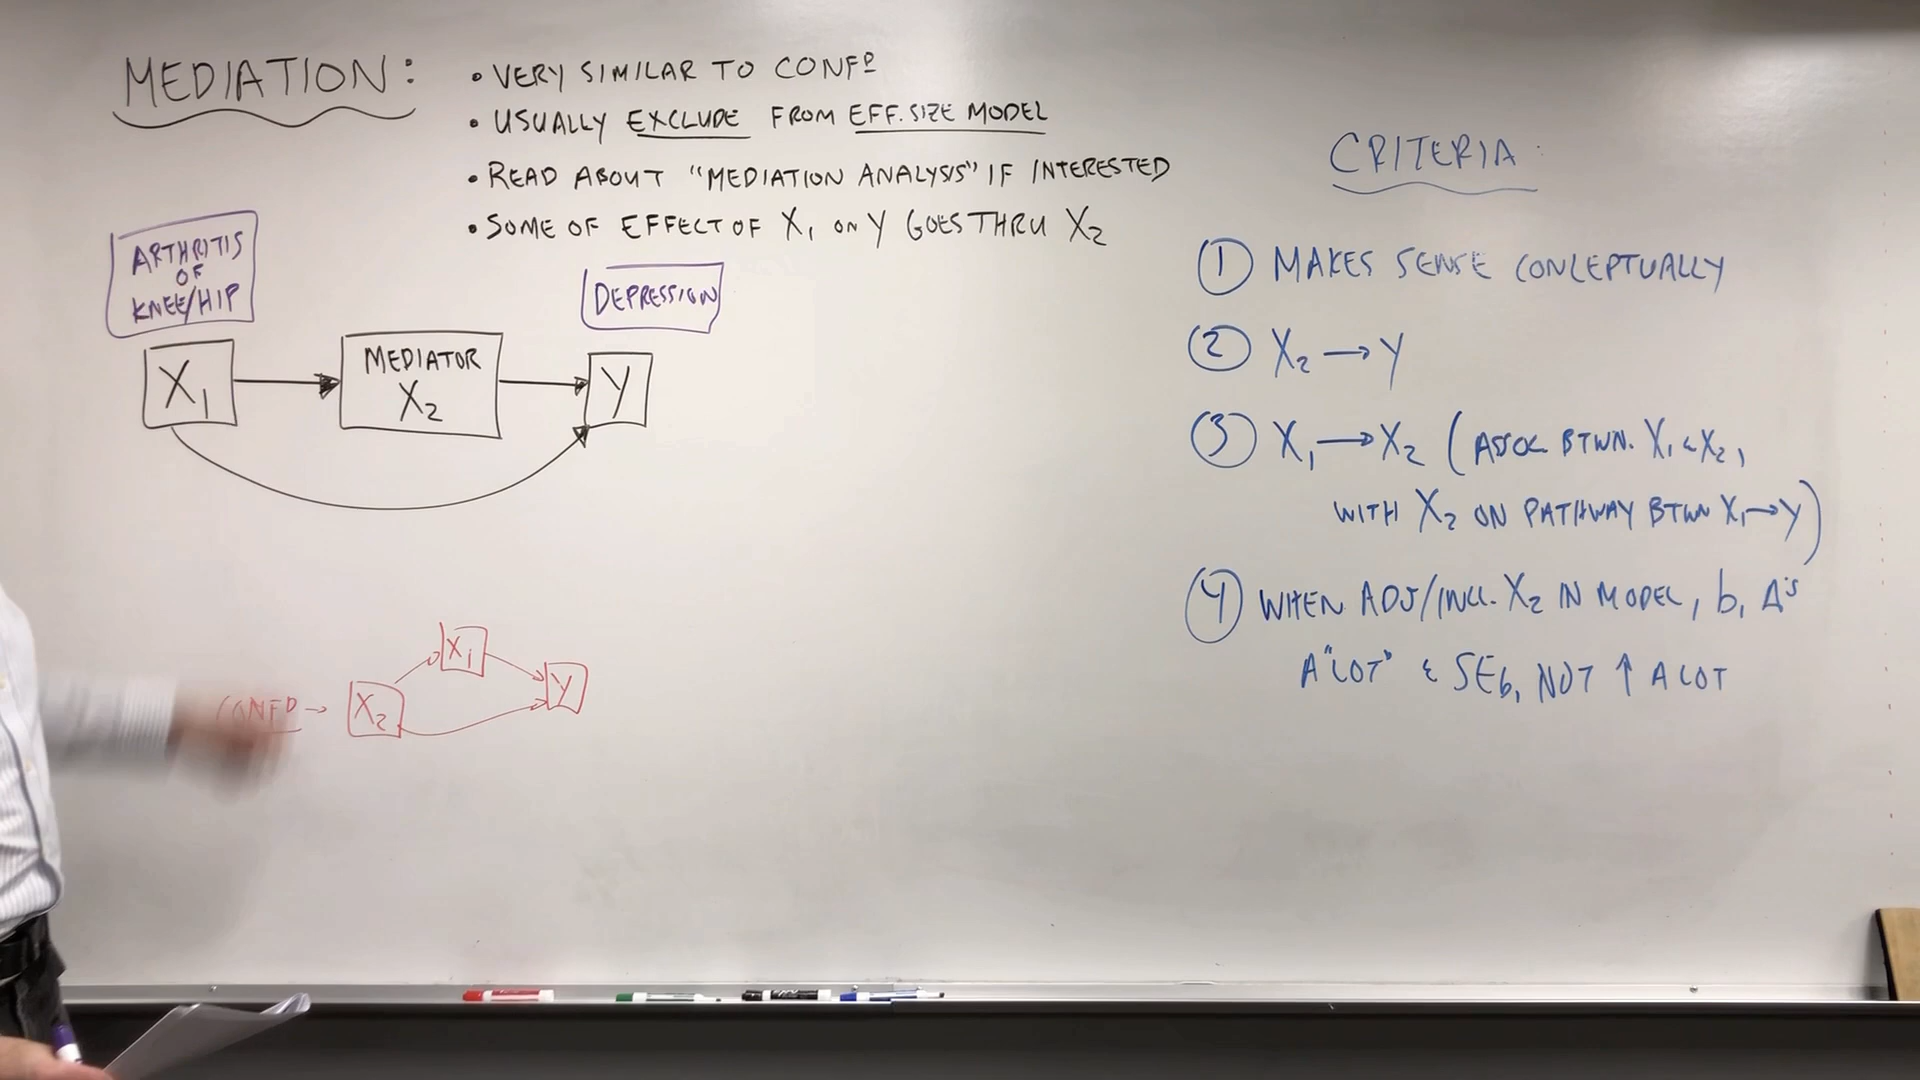 MEDIATION:
• VERY SIMILAR TO CONFD
• USUALLY EXCLUDE FROM EFF. SIZE MODEL
• READ ABOUT "MEDIATION ANALYSIS" IF INTERESTED
• SOME OF EFFECT OF X₁ ON Y GOES THRU X₂
ARTHRITIS
OF
KNEE/HIP
DEPRESSION
X₁
MEDIATOR
X₂
Y
X₁
CONFD →
X₂
Y
CRITERIA:
① MAKES SENSE CONCEPTUALLY
② X₂ → Y
③ X₁ → X₂ (ASSOC BTWN. X₁ & X₂,
WITH X₂ ON PATHWAY BTWN X₁→Y)
④ WHEN ADJ/INCL. X₂ IN MODEL, b₁ Δ's
A "LOT" & SEb₁ NOT ↑ A LOT